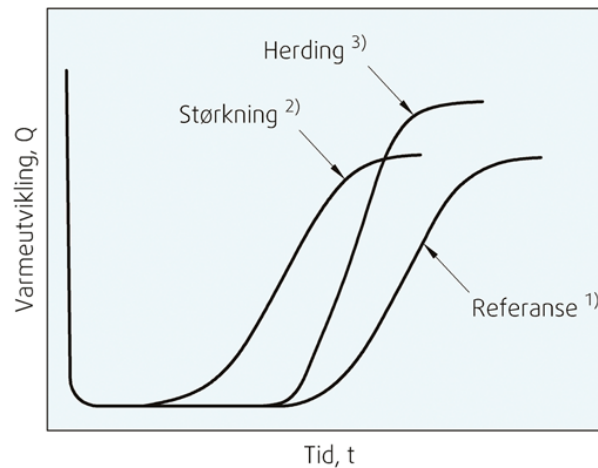 Herding 3)
Størkning 2)
Varmeutvikling, Q
Referanse 1)
Tid, t